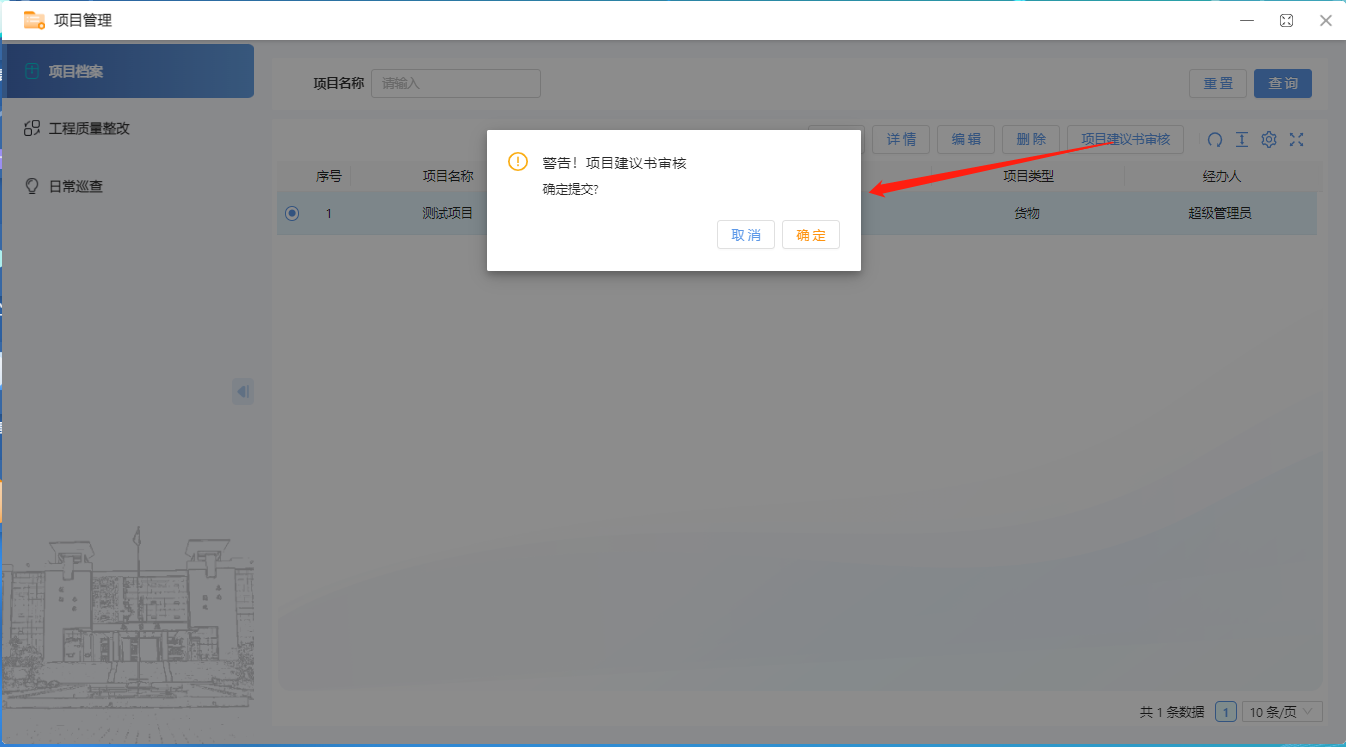 项目管理
项目档案
工程质量整改
日常巡查
项目名称 请输入 重置 查询
详情 编辑 删除 项目建议书审核
序号 项目名称 项目类型 经办人
1 测试项目 货物 超级管理员
警告！项目建议书审核
确定提交?
取消 确定
共 1 条数据 1 10 条/页